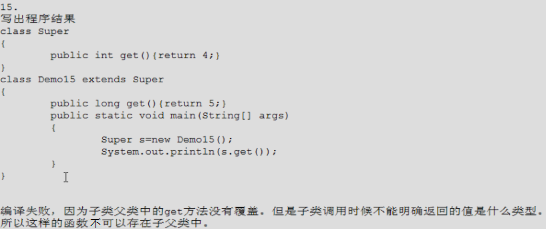 15.
写出程序结果
class Super
{
public int get(){return 4;}
}
class Demo15 extends Super
{
public long get(){return 5;}
public static void main(String[] args)
{
Super s=new Demo15();
System.out.println(s.get());
}
}
编译失败，因为子类父类中的get方法没有覆盖。但是子类调用时候不能明确返回的值是什么类型。
所以这样的函数不可以存在子父类中。